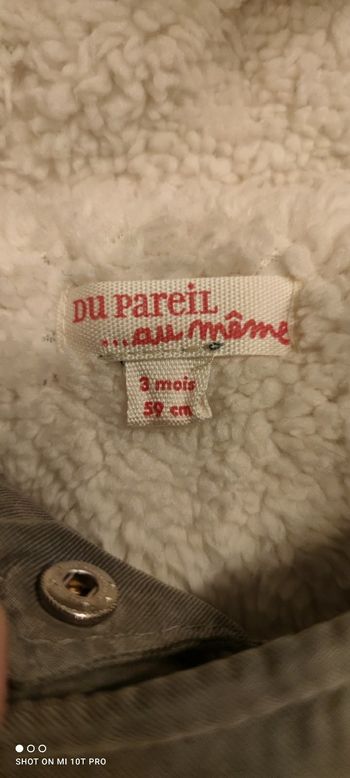 DU PAREIL
...au même
3 mois
59 cm
SHOT ON MI 10T PRO